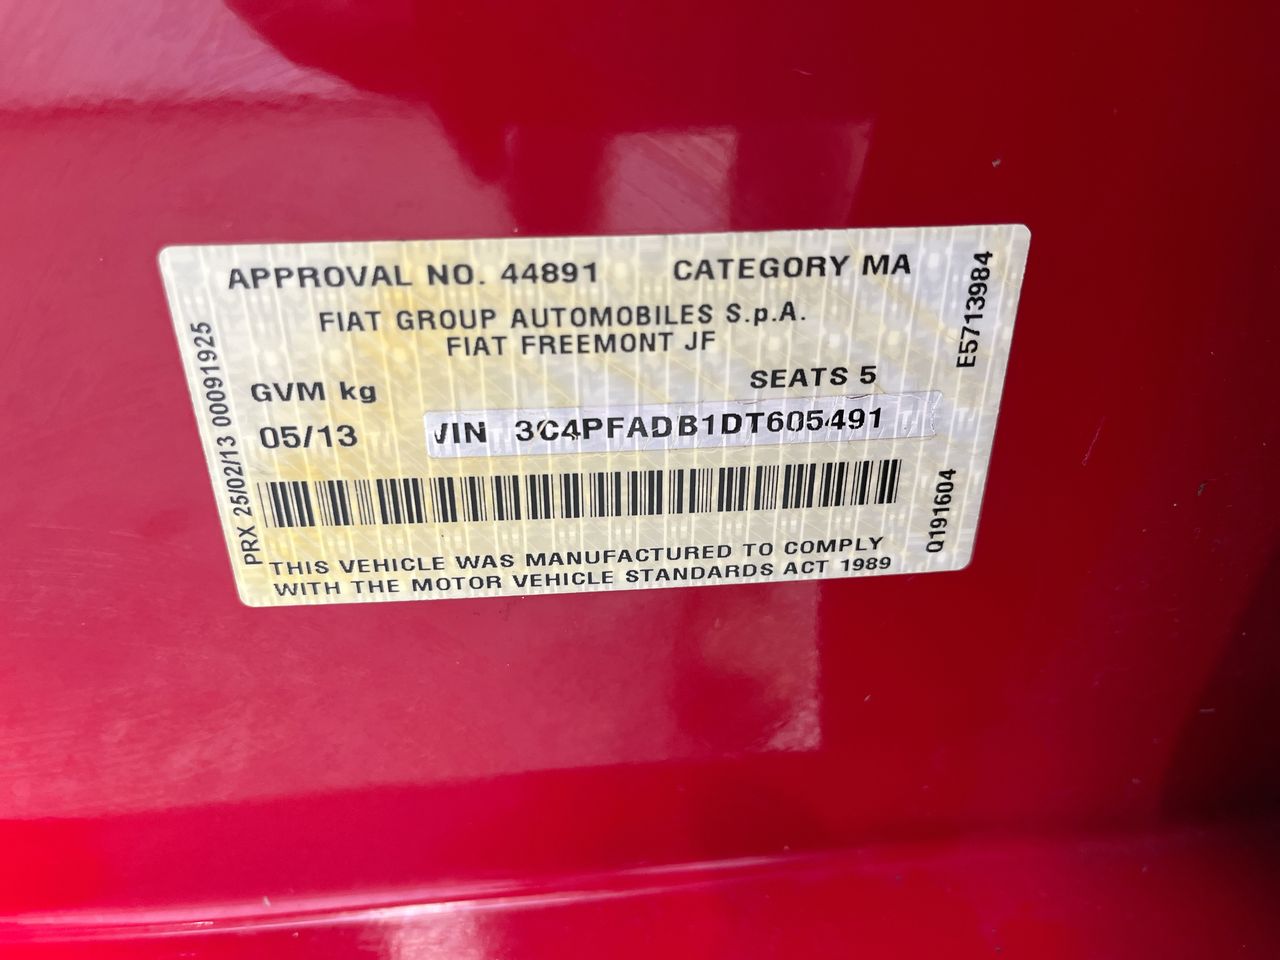 APPROVAL NO. 44891 CATEGORY MA
FIAT GROUP AUTOMOBILES S.p.A.
FIAT FREEMONT JF
GVM kg SEATS 5
05/13 VIN 3C4PFADB1DT605491
THIS VEHICLE WAS MANUFACTURED TO COMPLY
WITH THE MOTOR VEHICLE STANDARDS ACT 1989
PRX 25/02/13 00091925
E5713984
Q191604